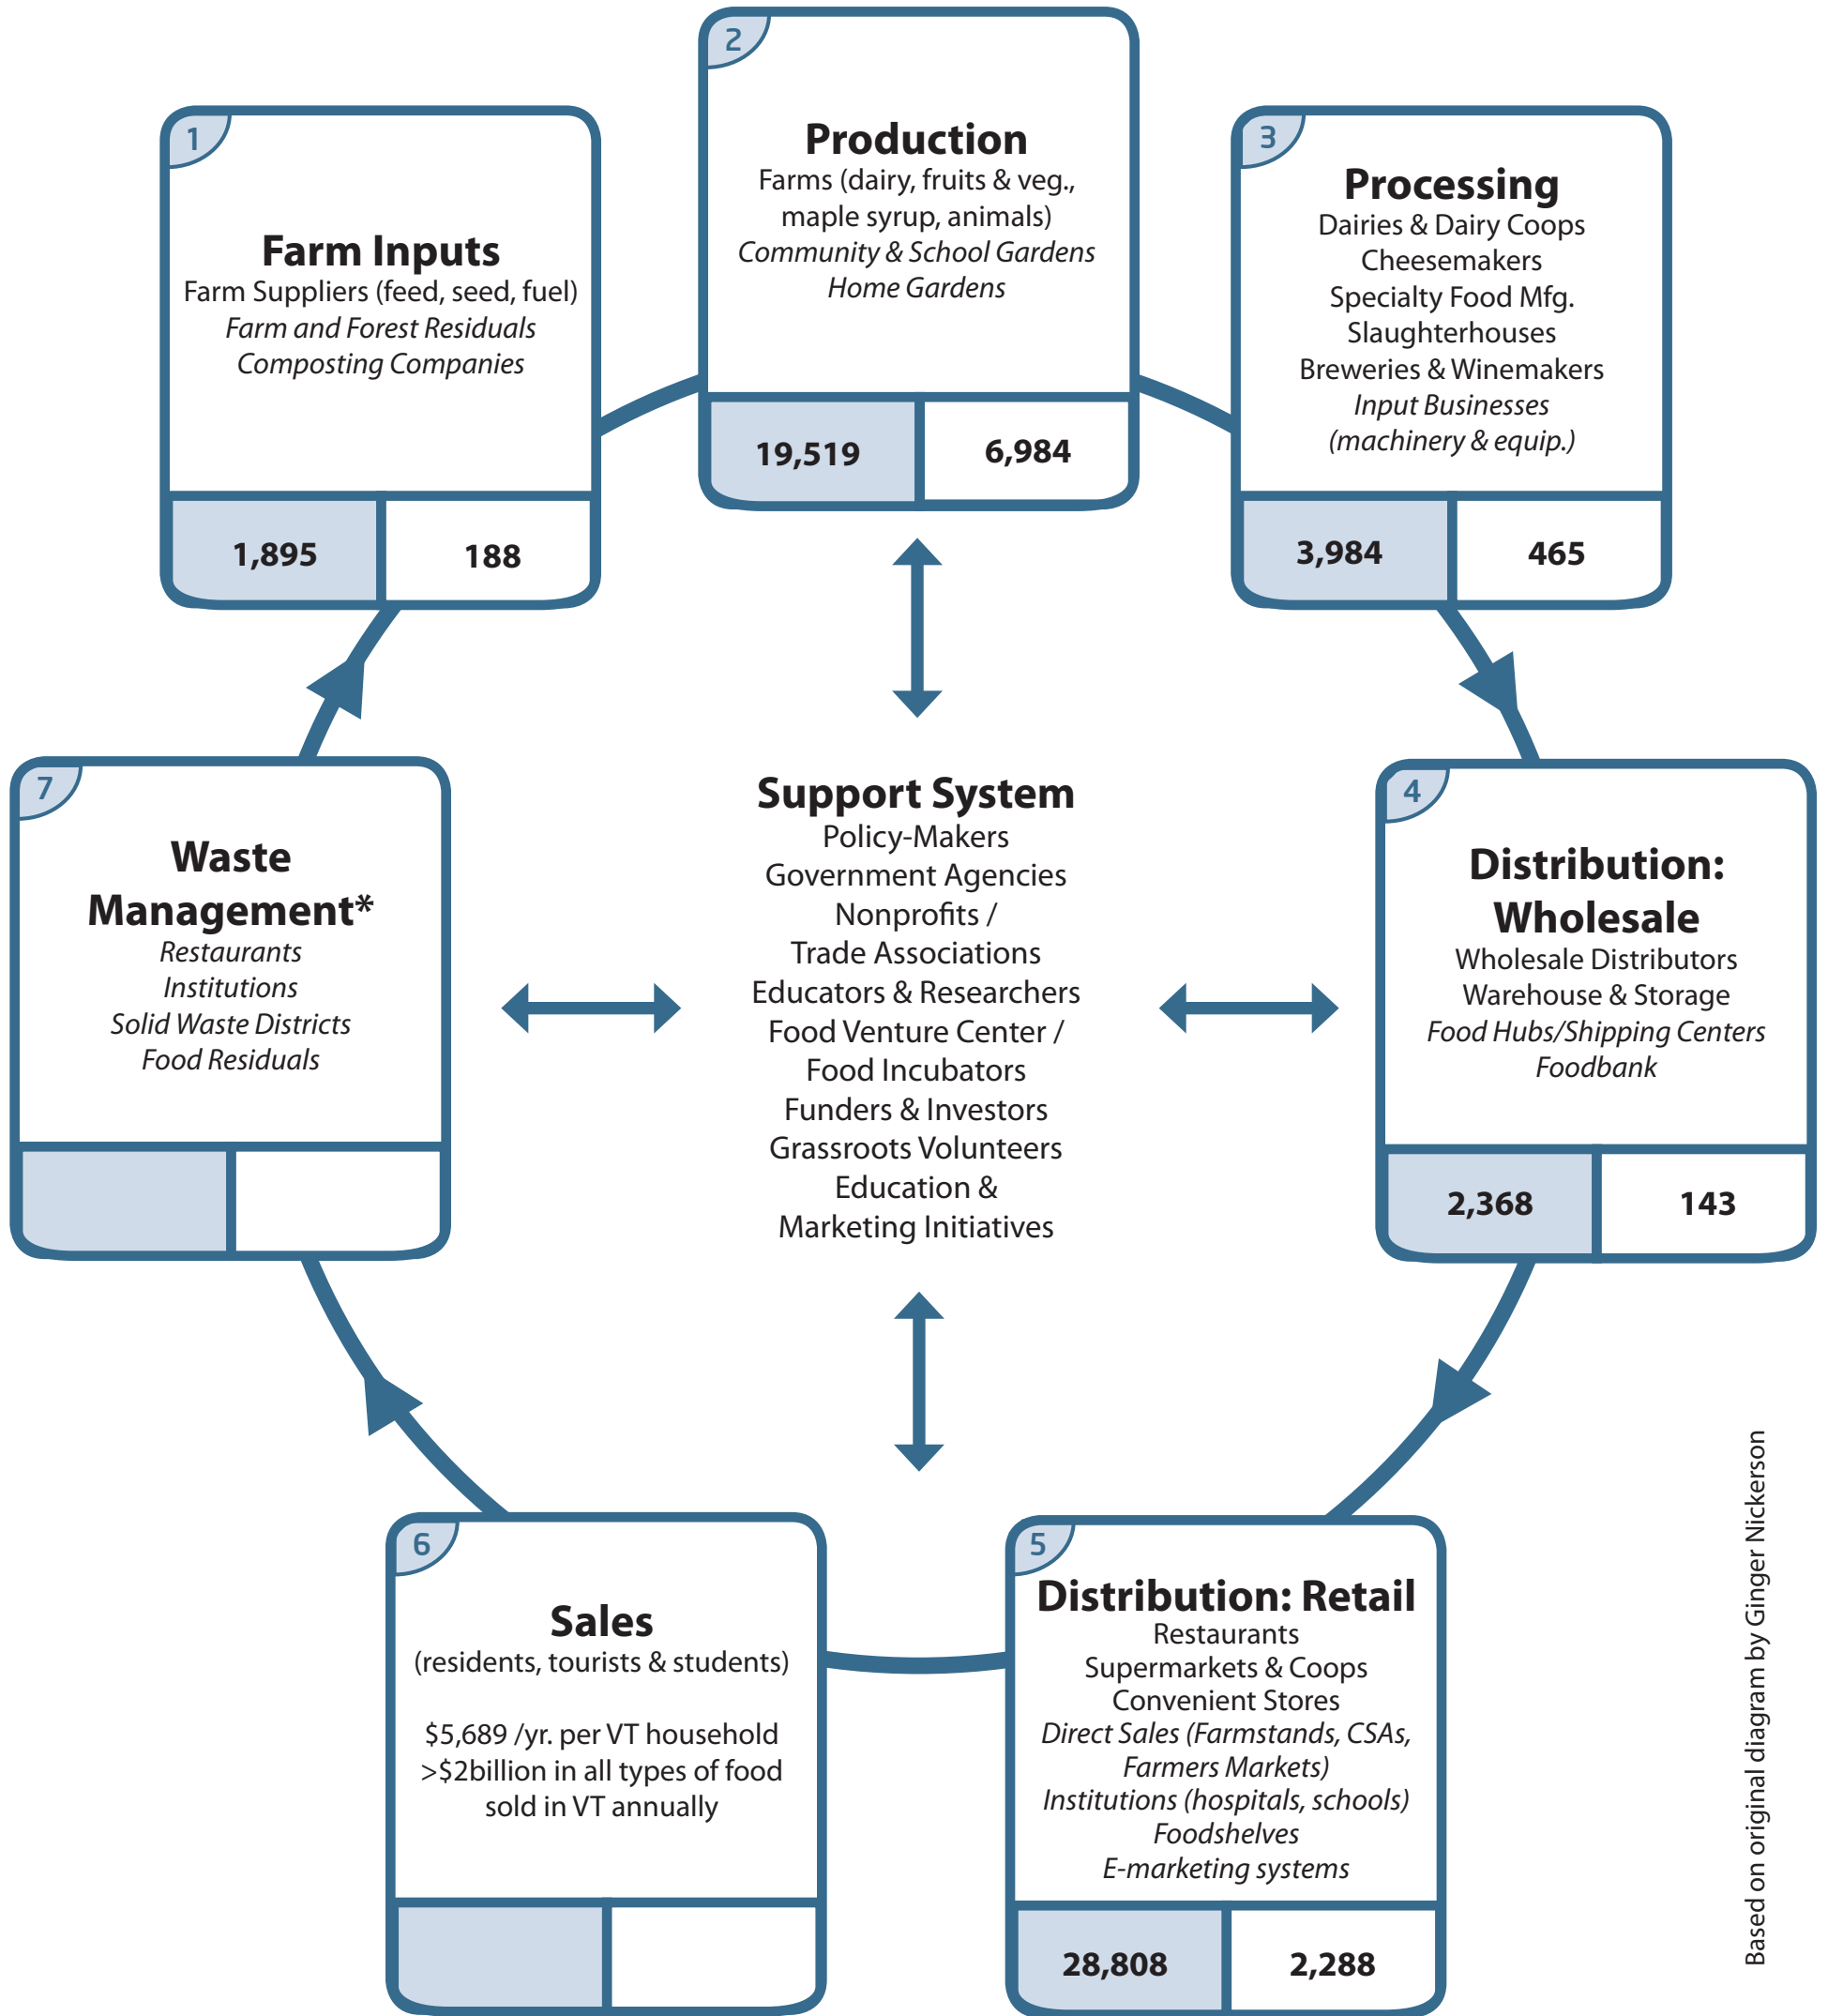 1
Farm Inputs
Farm Suppliers (feed, seed, fuel)
Farm and Forest Residuals
Composting Companies
1,895
188
2
Production
Farms (dairy, fruits & veg.,
maple syrup, animals)
Community & School Gardens
Home Gardens
19,519
6,984
3
Processing
Dairies & Dairy Coops
Cheesemakers
Specialty Food Mfg.
Slaughterhouses
Breweries & Winemakers
Input Businesses
(machinery & equip.)
3,984
465
4
Distribution:
Wholesale
Wholesale Distributors
Warehouse & Storage
Food Hubs/Shipping Centers
Foodbank
2,368
143
5
Distribution: Retail
Restaurants
Supermarkets & Coops
Convenient Stores
Direct Sales (Farmstands, CSAs,
Farmers Markets)
Institutions (hospitals, schools)
Foodshelves
E-marketing systems
28,808
2,288
6
Sales
(residents, tourists & students)
$5,689 /yr. per VT household
>$2billion in all types of food
sold in VT annually
7
Waste
Management*
Restaurants
Institutions
Solid Waste Districts
Food Residuals
Support System
Policy-Makers
Government Agencies
Nonprofits /
Trade Associations
Educators & Researchers
Food Venture Center /
Food Incubators
Funders & Investors
Grassroots Volunteers
Education &
Marketing Initiatives
Based on original diagram by Ginger Nickerson